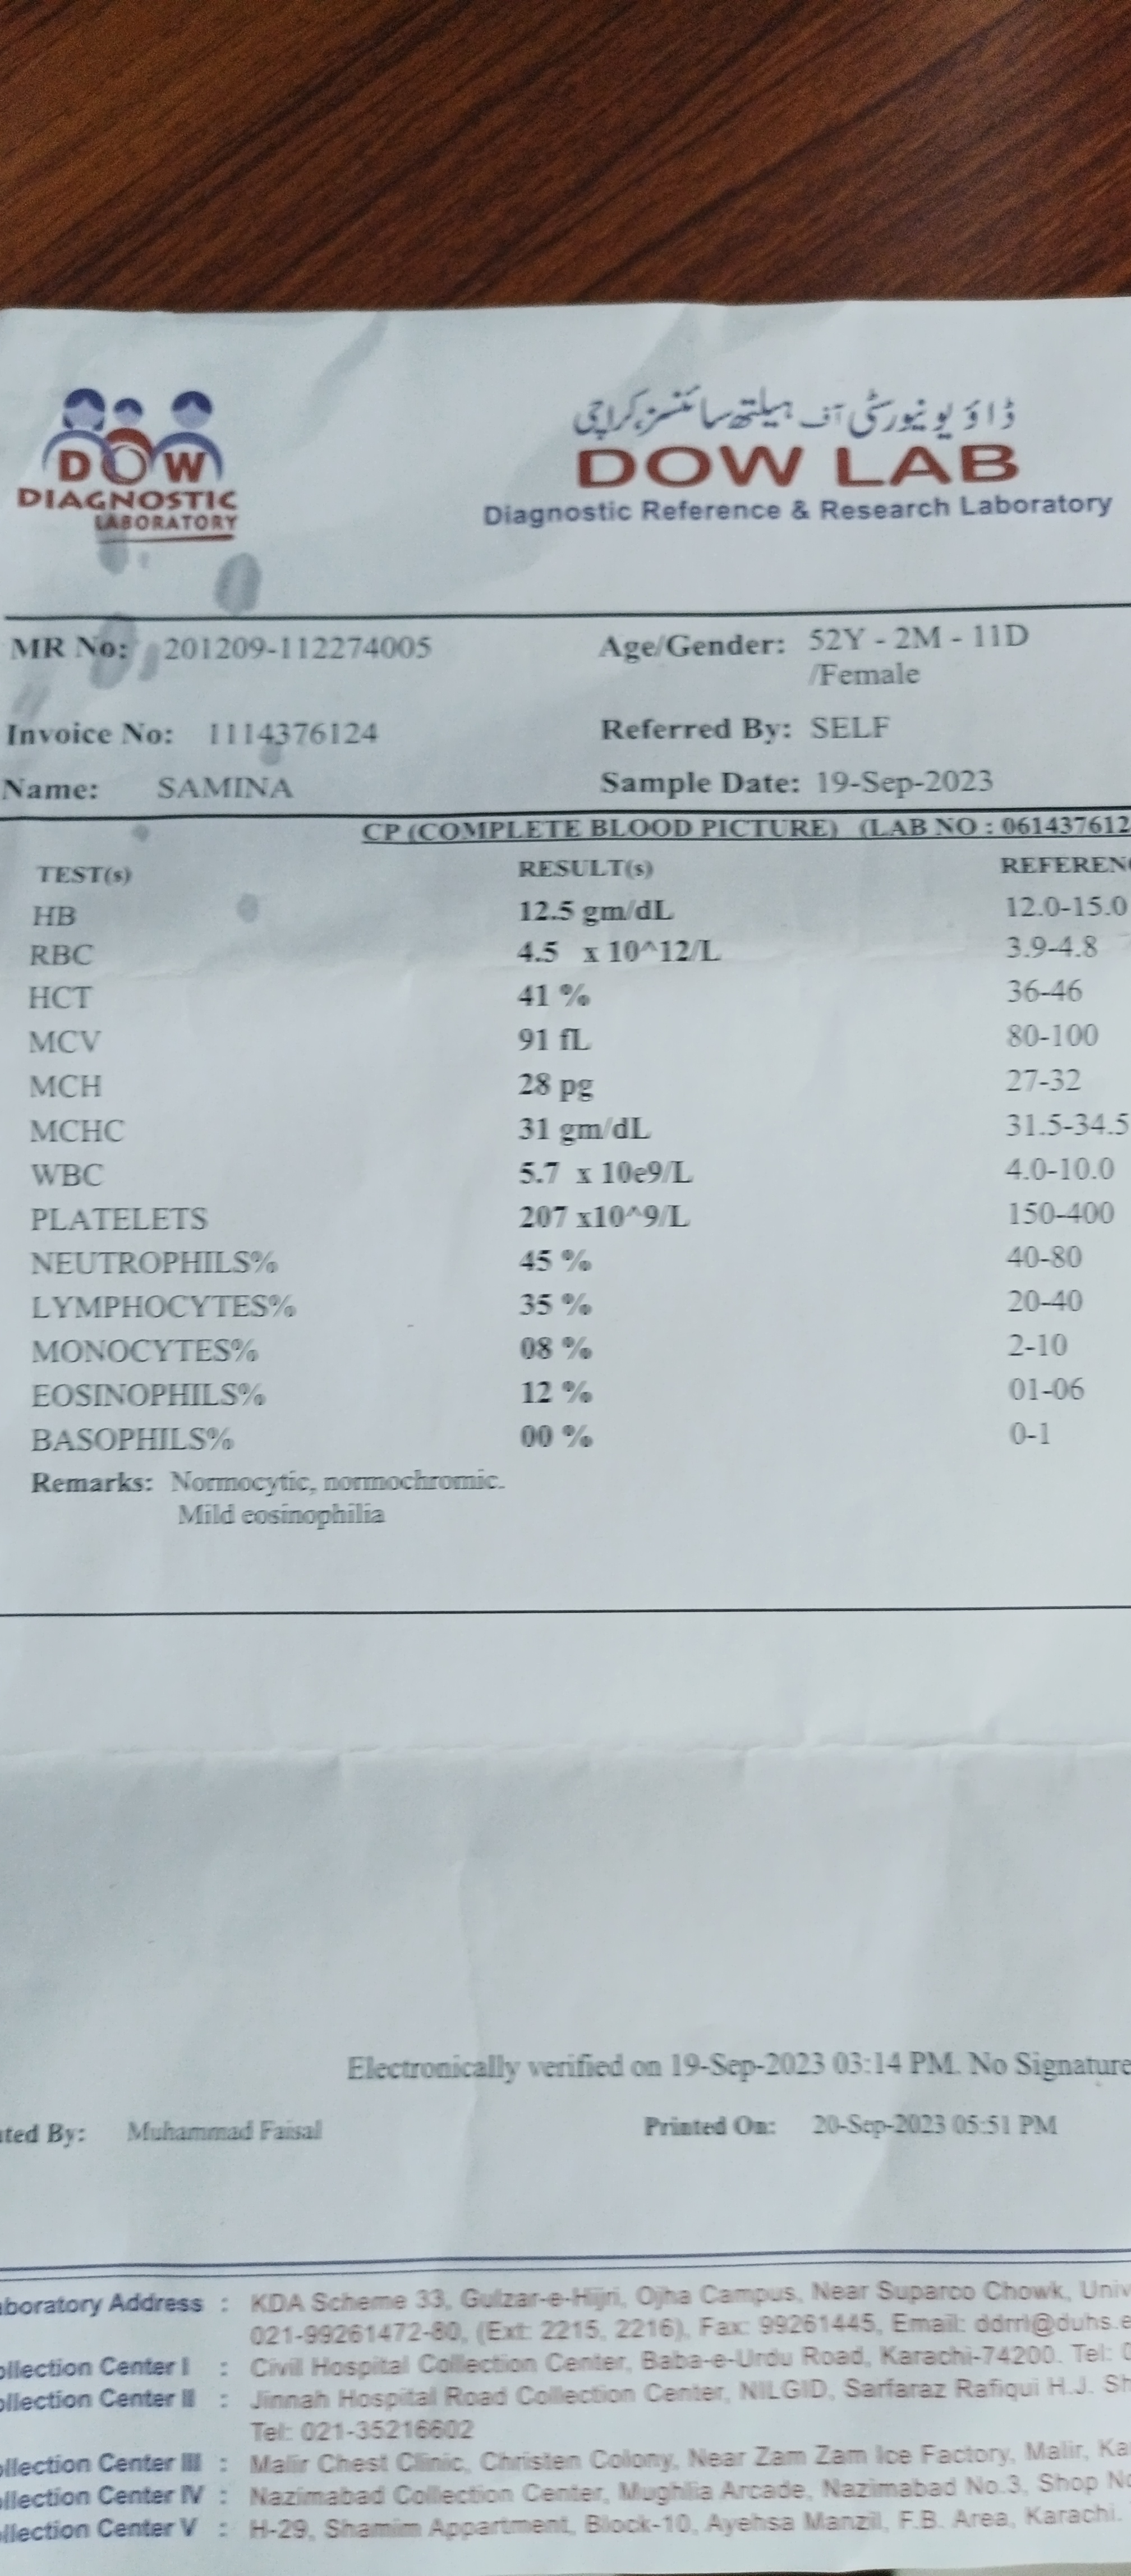 DOW
DIAGNOSTIC
LABORATORY
ڈاؤ یونیورسٹی آف ہیلتھ سائنسز، کراچی
DOW LAB
Diagnostic Reference & Research Laboratory
MR No: 201209-112274005 Age/Gender: 52Y - 2M - 11D
/Female
Invoice No: 1114376124 Referred By: SELF
Name: SAMINA Sample Date: 19-Sep-2023
CP (COMPLETE BLOOD PICTURE) (LAB NO : 061437612
TEST(s) RESULT(s) REFEREN
HB 12.5 gm/dL 12.0-15.0
RBC 4.5 x 10^12/L 3.9-4.8
HCT 41 % 36-46
MCV 91 fL 80-100
MCH 28 pg 27-32
MCHC 31 gm/dL 31.5-34.5
WBC 5.7 x 10e9/L 4.0-10.0
PLATELETS 207 x10^9/L 150-400
NEUTROPHILS% 45 % 40-80
LYMPHOCYTES% 35 % 20-40
MONOCYTES% 08 % 2-10
EOSINOPHILS% 12 % 01-06
BASOPHILS% 00 % 0-1
Remarks: Normocytic, normochromic.
Mild eosinophilia
Electronically verified on 19-Sep-2023 03:14 PM. No Signature
ted By: Muhammad Faisal Printed On: 20-Sep-2023 05:51 PM
boratory Address : KDA Scheme 33, Gulzar-e-Hijri, Ojha Campus, Near Suparco Chowk, Univ
021-99261472-80, (Ext: 2215, 2216), Fax: 99261445, Email: ddrrl@duhs.e
ollection Center I : Civil Hospital Collection Center, Baba-e-Urdu Road, Karachi-74200. Tel: 0
ollection Center II : Jinnah Hospital Road Collection Center, NILGID, Sarfaraz Rafiqui H.J. Sh
Tel: 021-35216602
ollection Center III : Malir Chest Clinic, Christen Colony, Near Zam Zam Ice Factory, Malir, Ka
ollection Center IV : Nazimabad Collection Center, Mughlia Arcade, Nazimabad No.3, Shop No
ollection Center V : H-29, Shamim Appartment, Block-10, Ayehsa Manzil, F.B. Area, Karachi.